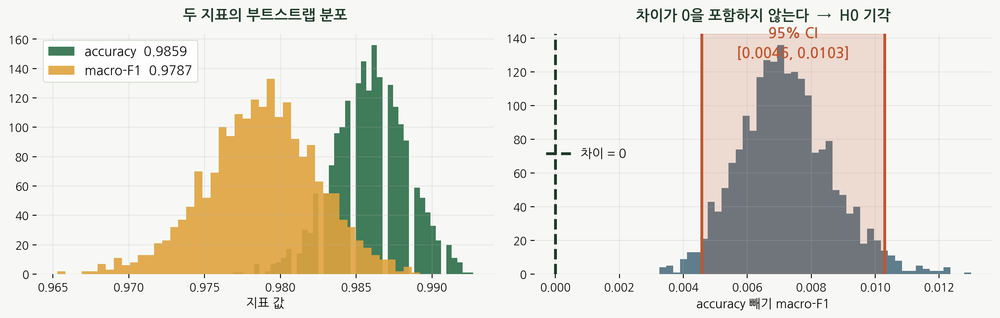 두 지표의 부트스트랩 분포
accuracy 0.9859
macro-F1 0.9787
160
140
120
100
80
60
40
20
0
0.965 0.970 0.975 0.980 0.985 0.990
지표 값
차이가 0을 포함하지 않는다 → H0 기각
95% CI
[0.0046, 0.0103]
차이 = 0
140
120
100
80
60
40
20
0
0.000 0.002 0.004 0.006 0.008 0.010 0.012
accuracy 빼기 macro-F1